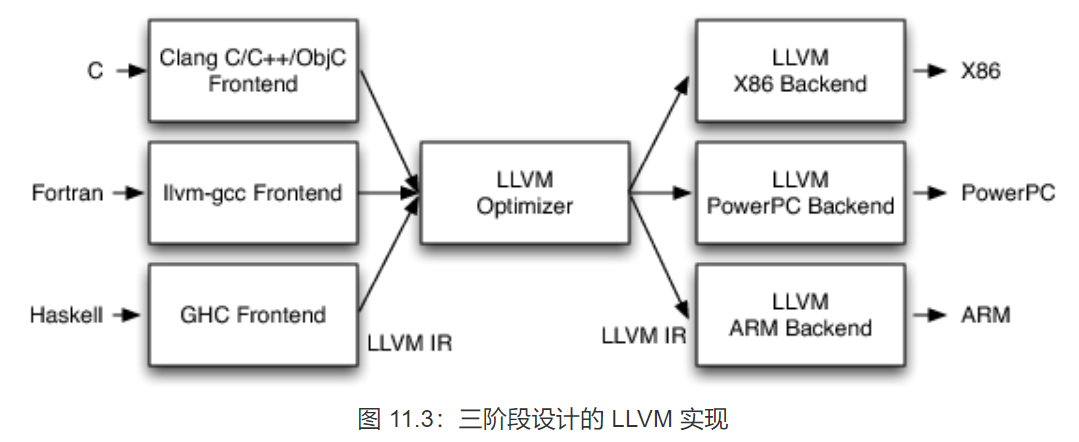 C
Clang C/C++/ObjC
Frontend
LLVM
X86 Backend
X86
Fortran
llvm-gcc Frontend
LLVM
Optimizer
LLVM
PowerPC Backend
PowerPC
Haskell
GHC Frontend
LLVM IR
LLVM IR
LLVM
ARM Backend
ARM
图 11.3：三阶段设计的 LLVM 实现